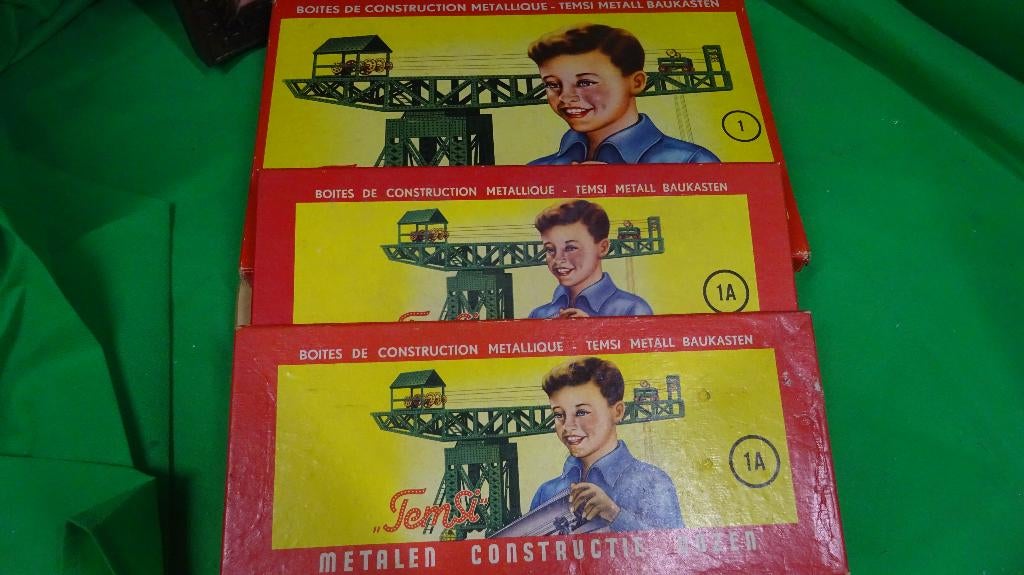 BOITES DE CONSTRUCTION METALLIQUE - TEMSI METALL BAUKASTEN
1
BOITES DE CONSTRUCTION METALLIQUE - TEMSI METALL BAUKASTEN
1A
BOITES DE CONSTRUCTION METALLIQUE - TEMSI METALL BAUKASTEN
1A
„TemSi"
METALEN CONSTRUCTIE